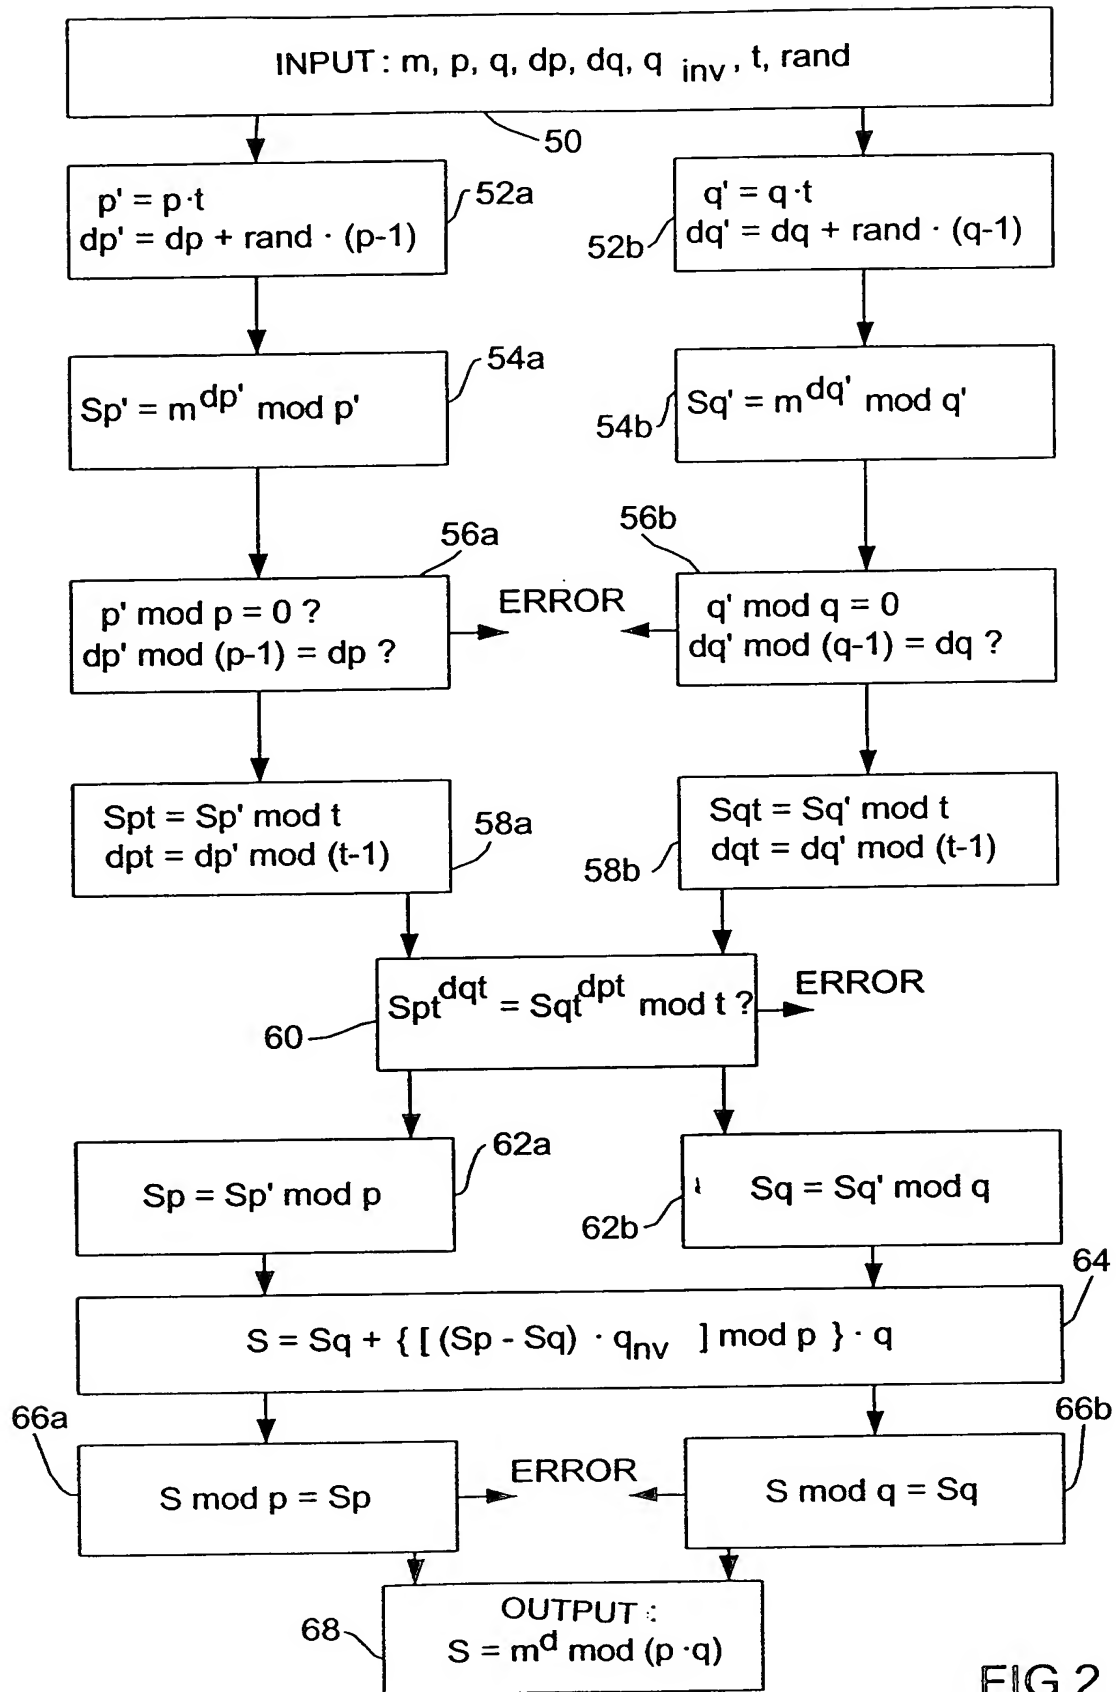 INPUT : m, p, q, dp, dq, q inv, t, rand
50
p' = p·t
dp' = dp + rand · (p-1)
52a
q' = q·t
dq' = dq + rand · (q-1)
52b
Sp' = m^dp' mod p'
54a
Sq' = m^dq' mod q'
54b
56a
56b
p' mod p = 0 ?
dp' mod (p-1) = dp ?
ERROR
q' mod q = 0
dq' mod (q-1) = dq ?
Spt = Sp' mod t
dpt = dp' mod (t-1)
58a
Sqt = Sq' mod t
dqt = dq' mod (t-1)
58b
Spt^dqt = Sqt^dpt mod t ?
ERROR
60
62a
Sp = Sp' mod p
Sq = Sq' mod q
62b
64
S = Sq + { [ (Sp - Sq) · qnv ] mod p } · q
66a
66b
S mod p = Sp
ERROR
S mod q = Sq
OUTPUT :
S = m^d mod (p ·q)
68
FIG 2